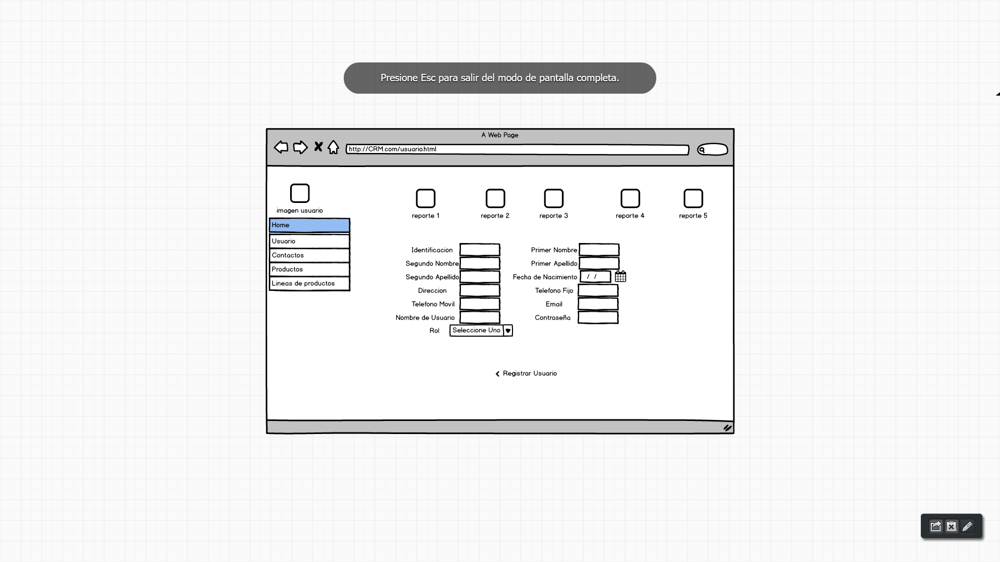 Presione Esc para salir del modo de pantalla completa.
A Web Page
http://CRM.com/usuario.html
imagen usuario
reporte 1 reporte 2 reporte 3 reporte 4 reporte 5
Home
Usuario
Contactos
Productos
Lineas de productos
Identificacion Primer Nombre
Segundo Nombre Primer Apellido
Segundo Apellido Fecha de Nacimiento / /
Direccion Telefono Fijo
Telefono Movil Email
Nombre de Usuario Contraseña
Rol Seleccione Uno
Registrar Usuario